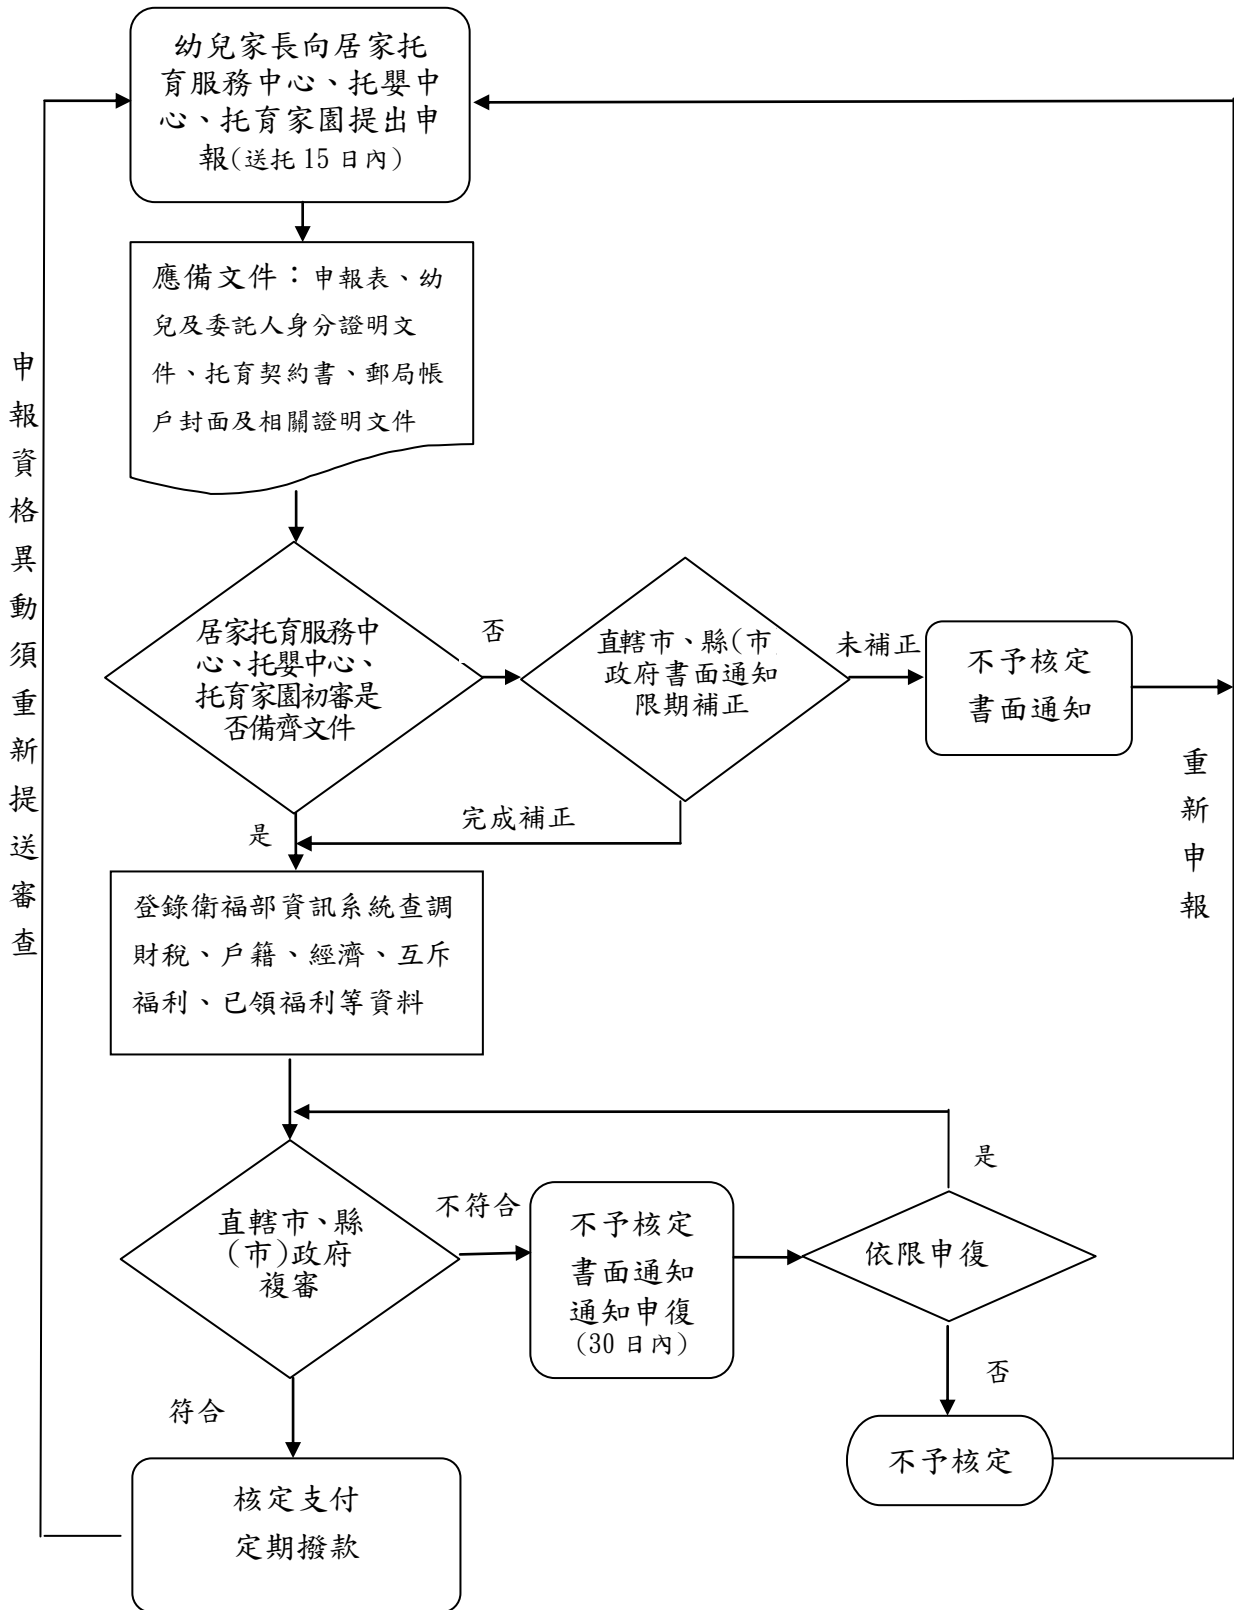 幼兒家長向居家托
育服務中心、托嬰中
心、托育家園提出申
報(送托15日內)
應備文件：申報表、幼
兒及委託人身分證明文
件、托育契約書、郵局帳
戶封面及相關證明文件
居家托育服務中
心、托嬰中心、
托育家園初審是
否備齊文件
否
直轄市、縣(市
政府書面通知
限期補正
未補正
不予核定
書面通知
完成補正
是
登錄衛福部資訊系統查調
財稅、戶籍、經濟、互斥
福利、已領福利等資料
直轄市、縣
(市)政府
複審
不符合
不予核定
書面通知
通知申復
(30日內)
依限申復
是
否
不予核定
符合
核定支付
定期撥款
申報資格異動須重新提送審查
重新申報